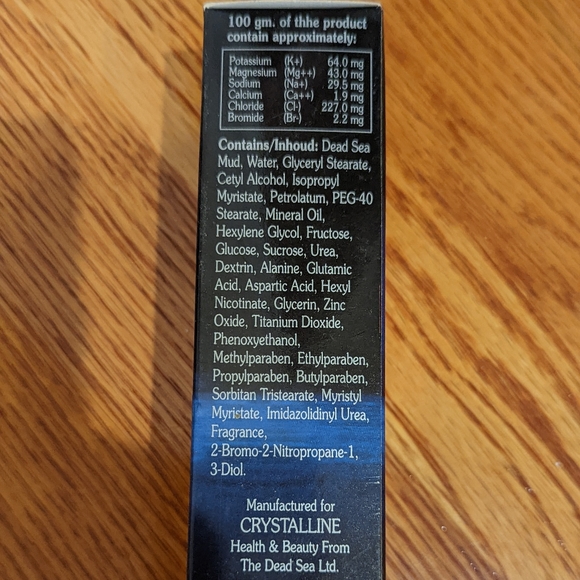 100 gm. of thhe product
contain approximately:
Potassium (K+) 64.0 mg
Magnesium (Mg++) 43.0 mg
Sodium (Na+) 29.5 mg
Calcium (Ca++) 1.9 mg
Chloride (Cl-) 227.0 mg
Bromide (Br-) 2.2 mg
Contains/Inhoud: Dead Sea
Mud, Water, Glyceryl Stearate,
Cetyl Alcohol, Isopropyl
Myristate, Petrolatum, PEG-40
Stearate, Mineral Oil,
Hexylene Glycol, Fructose,
Glucose, Sucrose, Urea,
Dextrin, Alanine, Glutamic
Acid, Aspartic Acid, Hexyl
Nicotinate, Glycerin, Zinc
Oxide, Titanium Dioxide,
Phenoxyethanol,
Methylparaben, Ethylparaben,
Propylparaben, Butylparaben,
Sorbitan Tristearate, Myristyl
Myristate, Imidazolidinyl Urea,
Fragrance,
2-Bromo-2-Nitropropane-1,
3-Diol.
Manufactured for
CRYSTALLINE
Health & Beauty From
The Dead Sea Ltd.